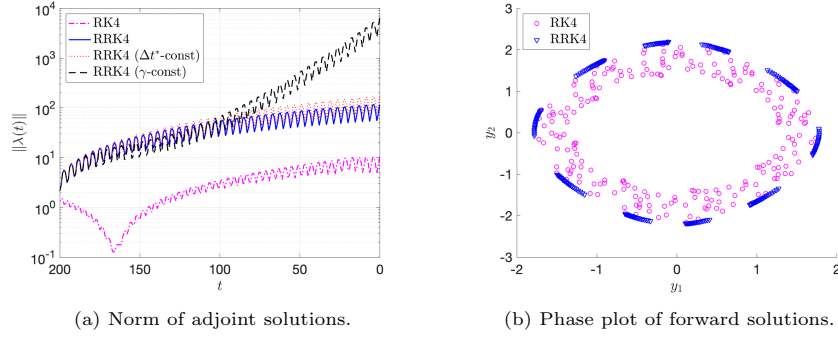 10^4
10^3
10^2
10^1
10^0
10^-1
‖λ(t)‖
RK4
RRK4
RRK4 (Δt*-const)
RRK4 (γ-const)
200
150
100
50
0
t
(a) Norm of adjoint solutions.
3
2
1
0
-1
-2
-3
y_2
RK4
RRK4
-2
-1
0
1
2
y_1
(b) Phase plot of forward solutions.